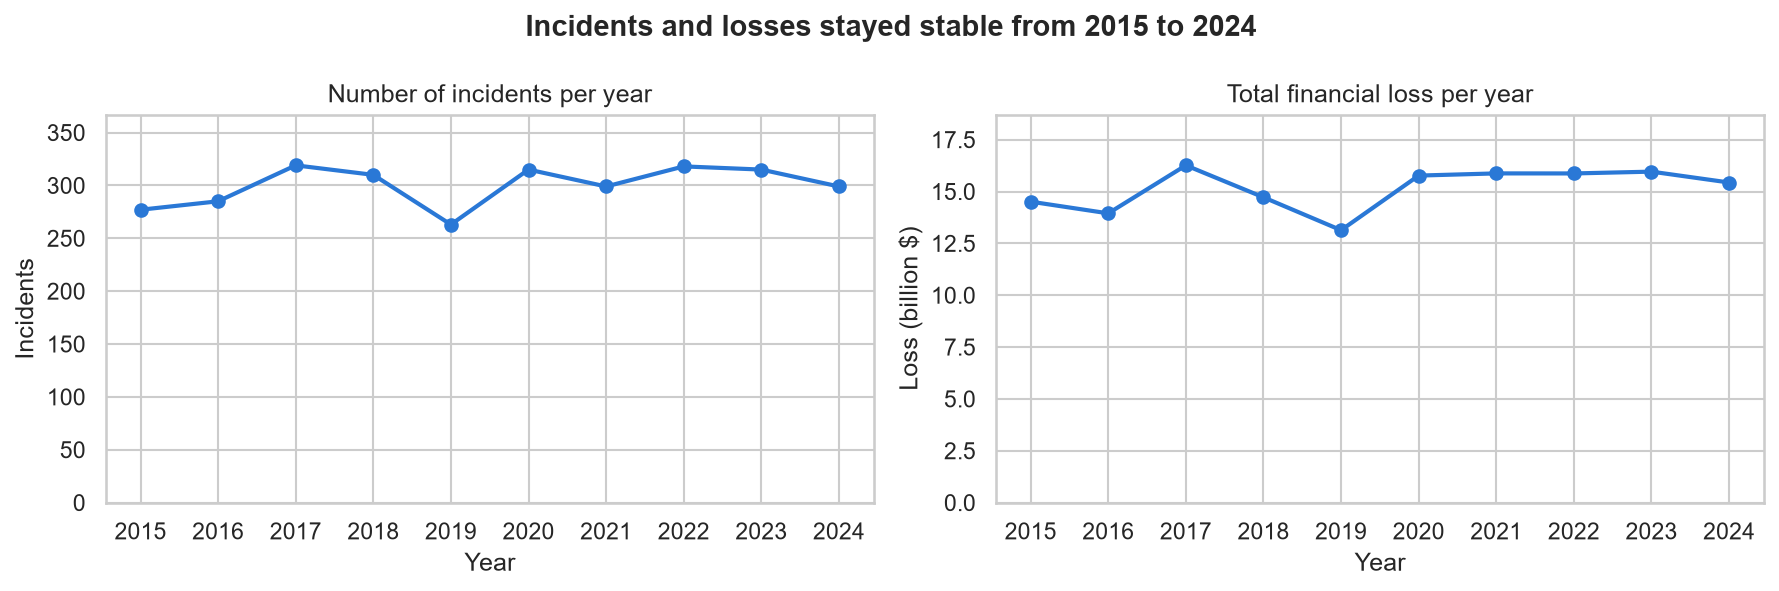 Incidents and losses stayed stable from 2015 to 2024
Number of incidents per year
350
300
250
200
150
100
50
0
Incidents
2015 2016 2017 2018 2019 2020 2021 2022 2023 2024
Year
Total financial loss per year
17.5
15.0
12.5
10.0
7.5
5.0
2.5
0.0
Loss (billion $)
2015 2016 2017 2018 2019 2020 2021 2022 2023 2024
Year